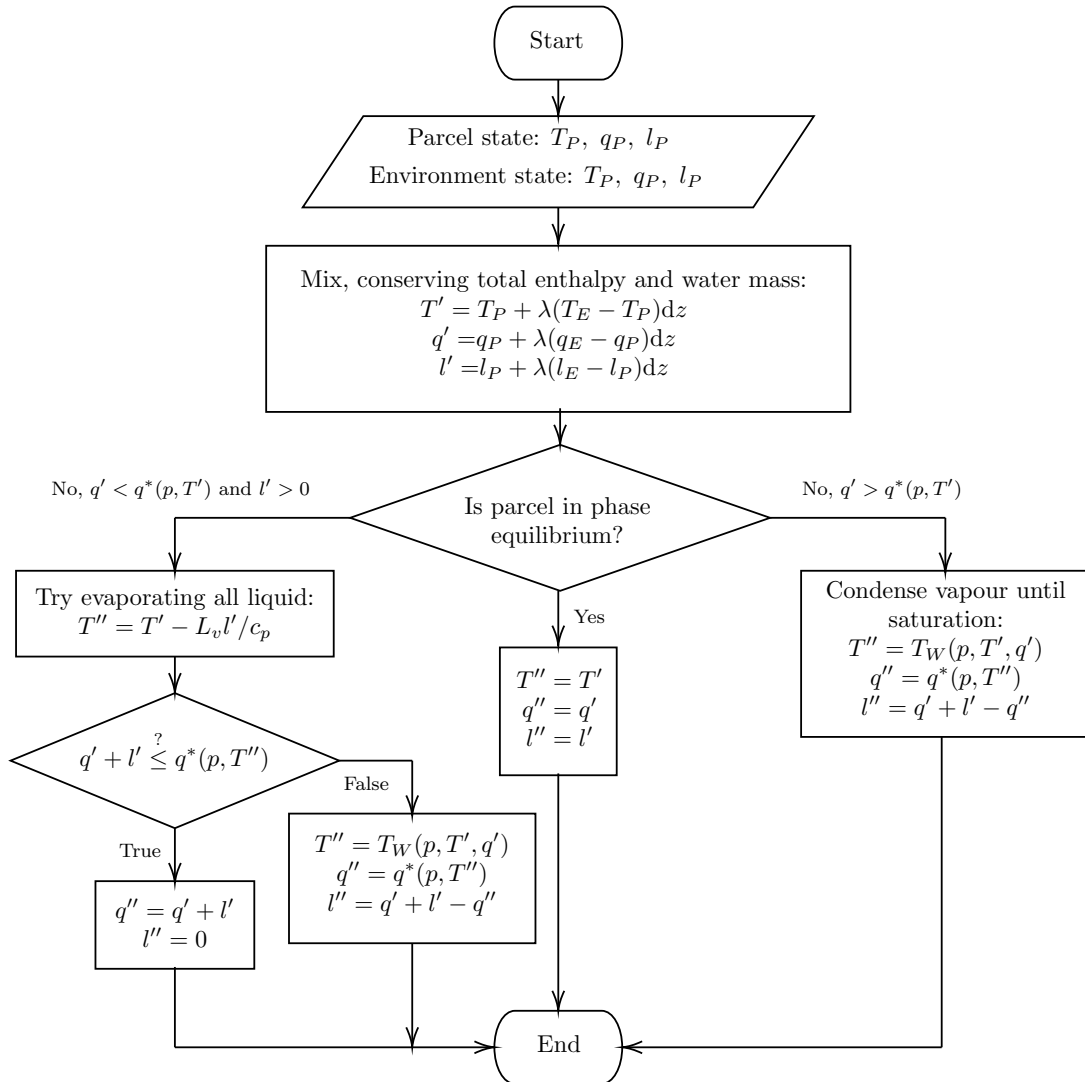 Start
Parcel state: T_P, q_P, l_P
Environment state: T_P, q_P, l_P
Mix, conserving total enthalpy and water mass:
T′ = T_P + λ(T_E − T_P)dz
q′ =q_P + λ(q_E − q_P)dz
l′ =l_P + λ(l_E − l_P)dz
No, q′ < q*(p, T′) and l′ > 0
Is parcel in phase
equilibrium?
No, q′ > q*(p, T′)
Try evaporating all liquid:
T″ = T′ − L_v l′/c_p
Yes
Condense vapour until
saturation:
T″ = T_W(p, T′, q′)
q″ = q*(p, T″)
l″ = q′ + l′ − q″
T″ = T′
q″ = q′
l″ = l′
q′ + l′ ≤? q*(p, T″)
False
True
T″ = T_W(p, T′, q′)
q″ = q*(p, T″)
l″ = q′ + l′ − q″
q″ = q′ + l′
l″ = 0
End